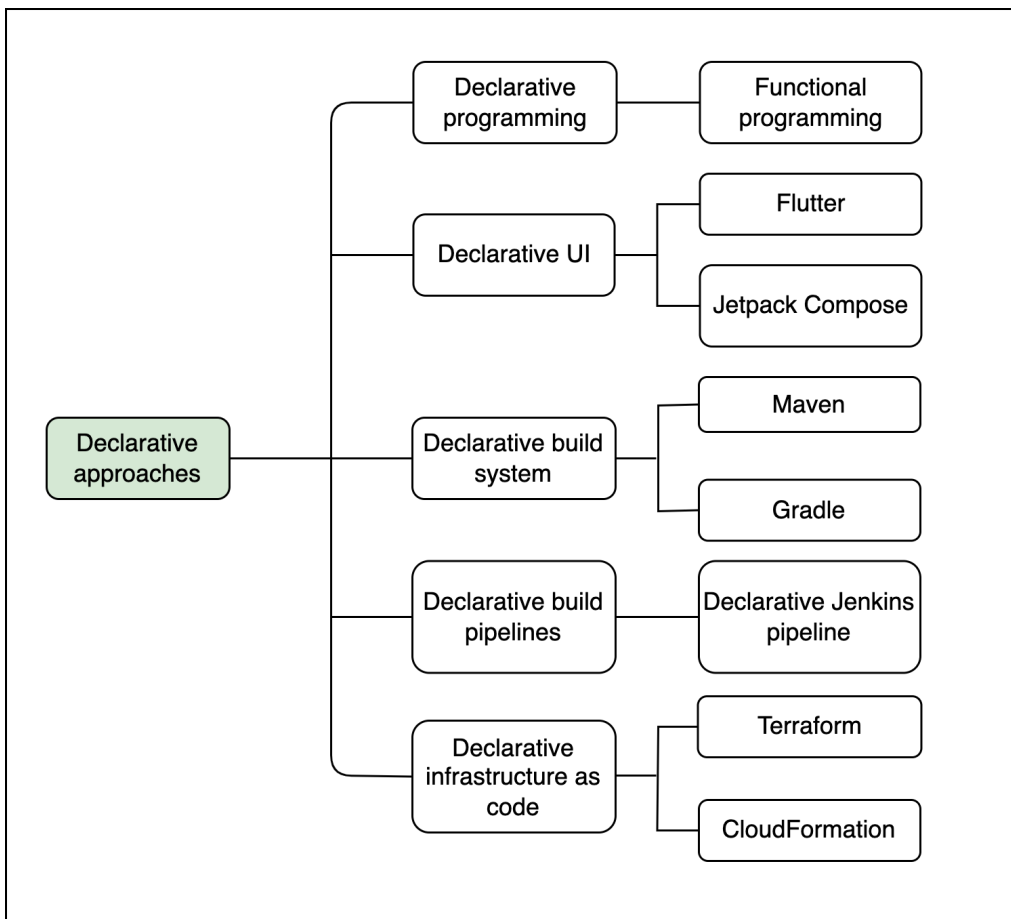 Declarative
approaches
Declarative
programming
Functional
programming
Declarative UI
Flutter
Jetpack Compose
Declarative build
system
Maven
Gradle
Declarative build
pipelines
Declarative Jenkins
pipeline
Declarative
infrastructure as
code
Terraform
CloudFormation